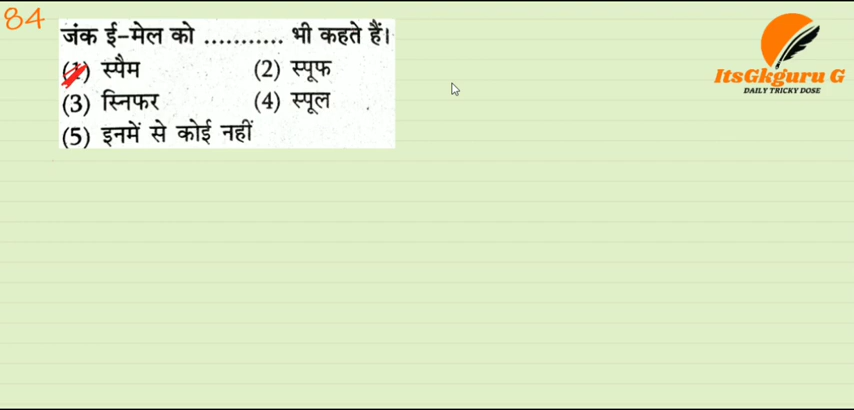 84
जंक ई-मेल को ............ भी कहते हैं।
(1) स्पैम (2) स्पूफ
(3) स्निफर (4) स्पूल
(5) इनमें से कोई नहीं
ItsGkguru G
DAILY TRICKY DOSE